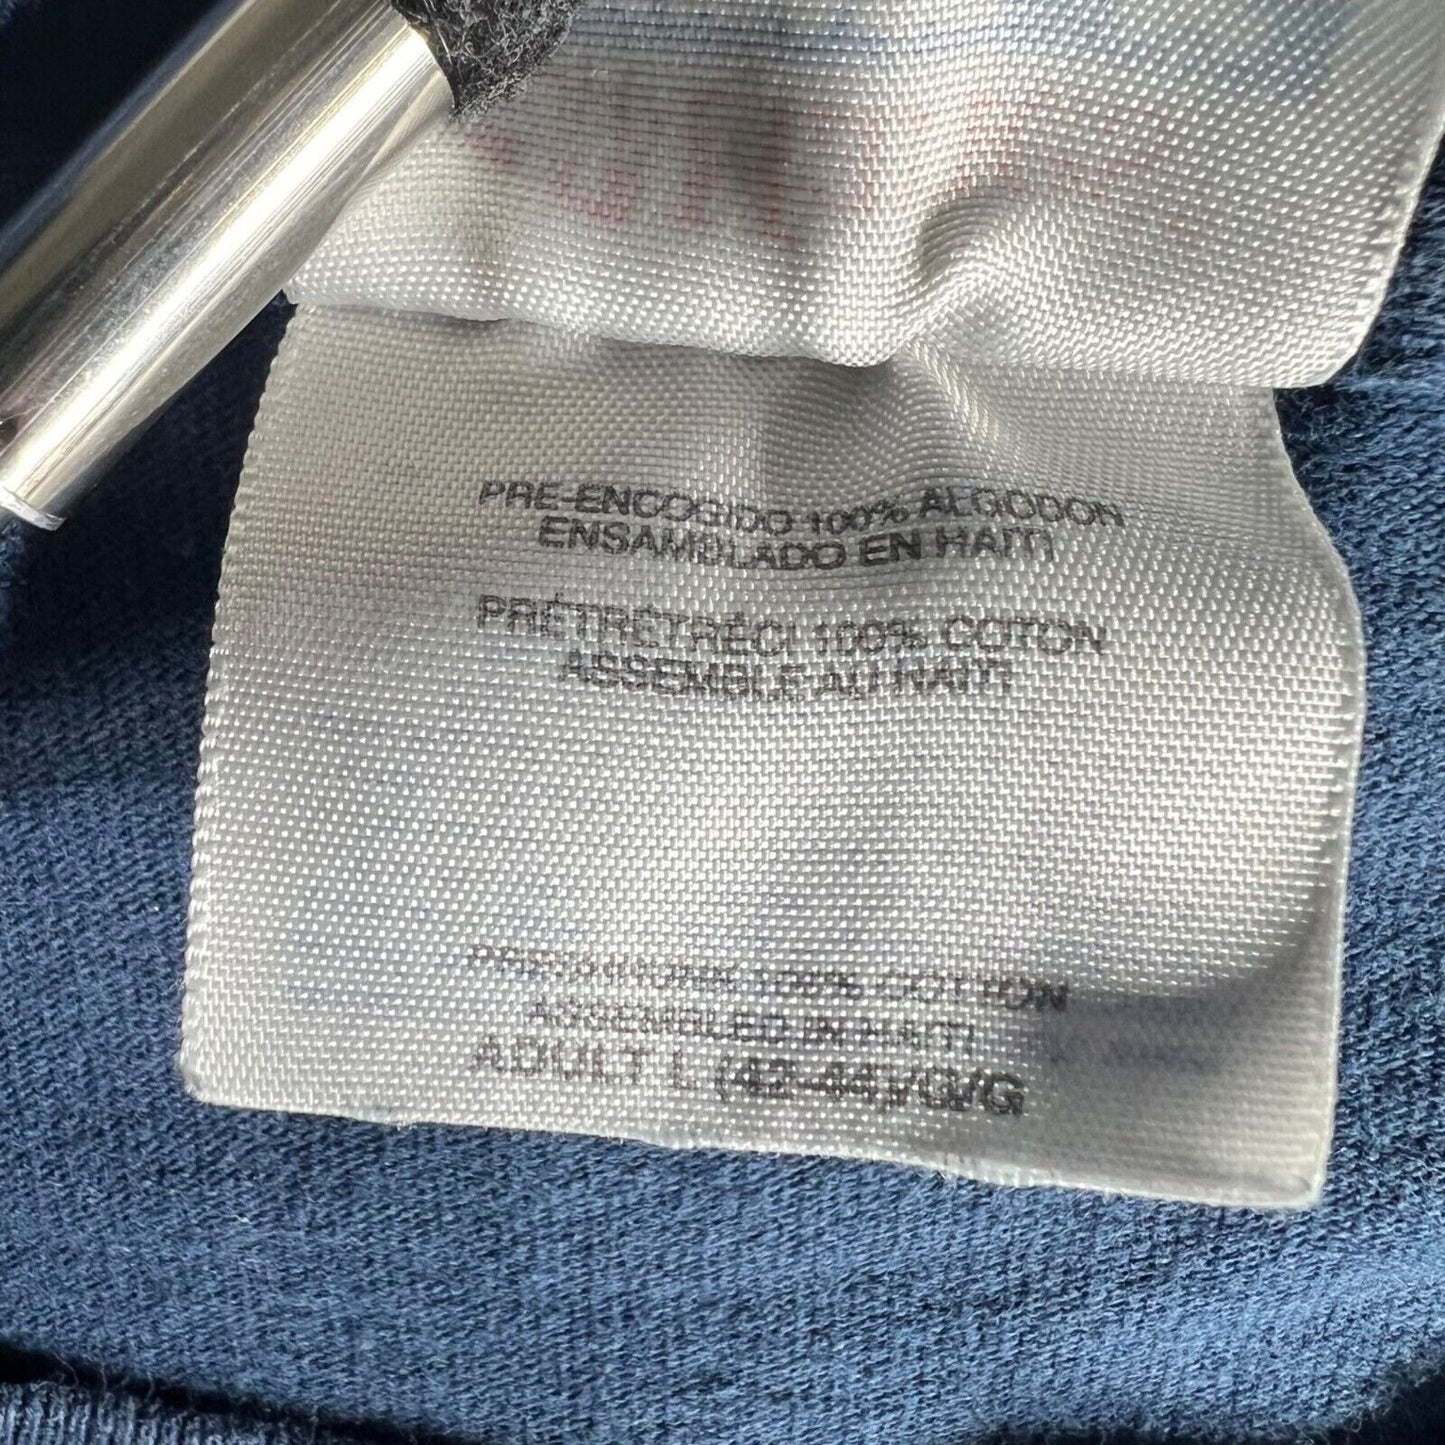 PRE-ENCOGIDO 100% ALGODON
ENSAMBLADO EN HAITI
PRÉTRÉTRÉCI 100% COTON
ASSEMBLE AU HAITI
PRESHRUNK 100% COTTON
ASSEMBLED IN HAITI
ADULT L (42-44)/G/G